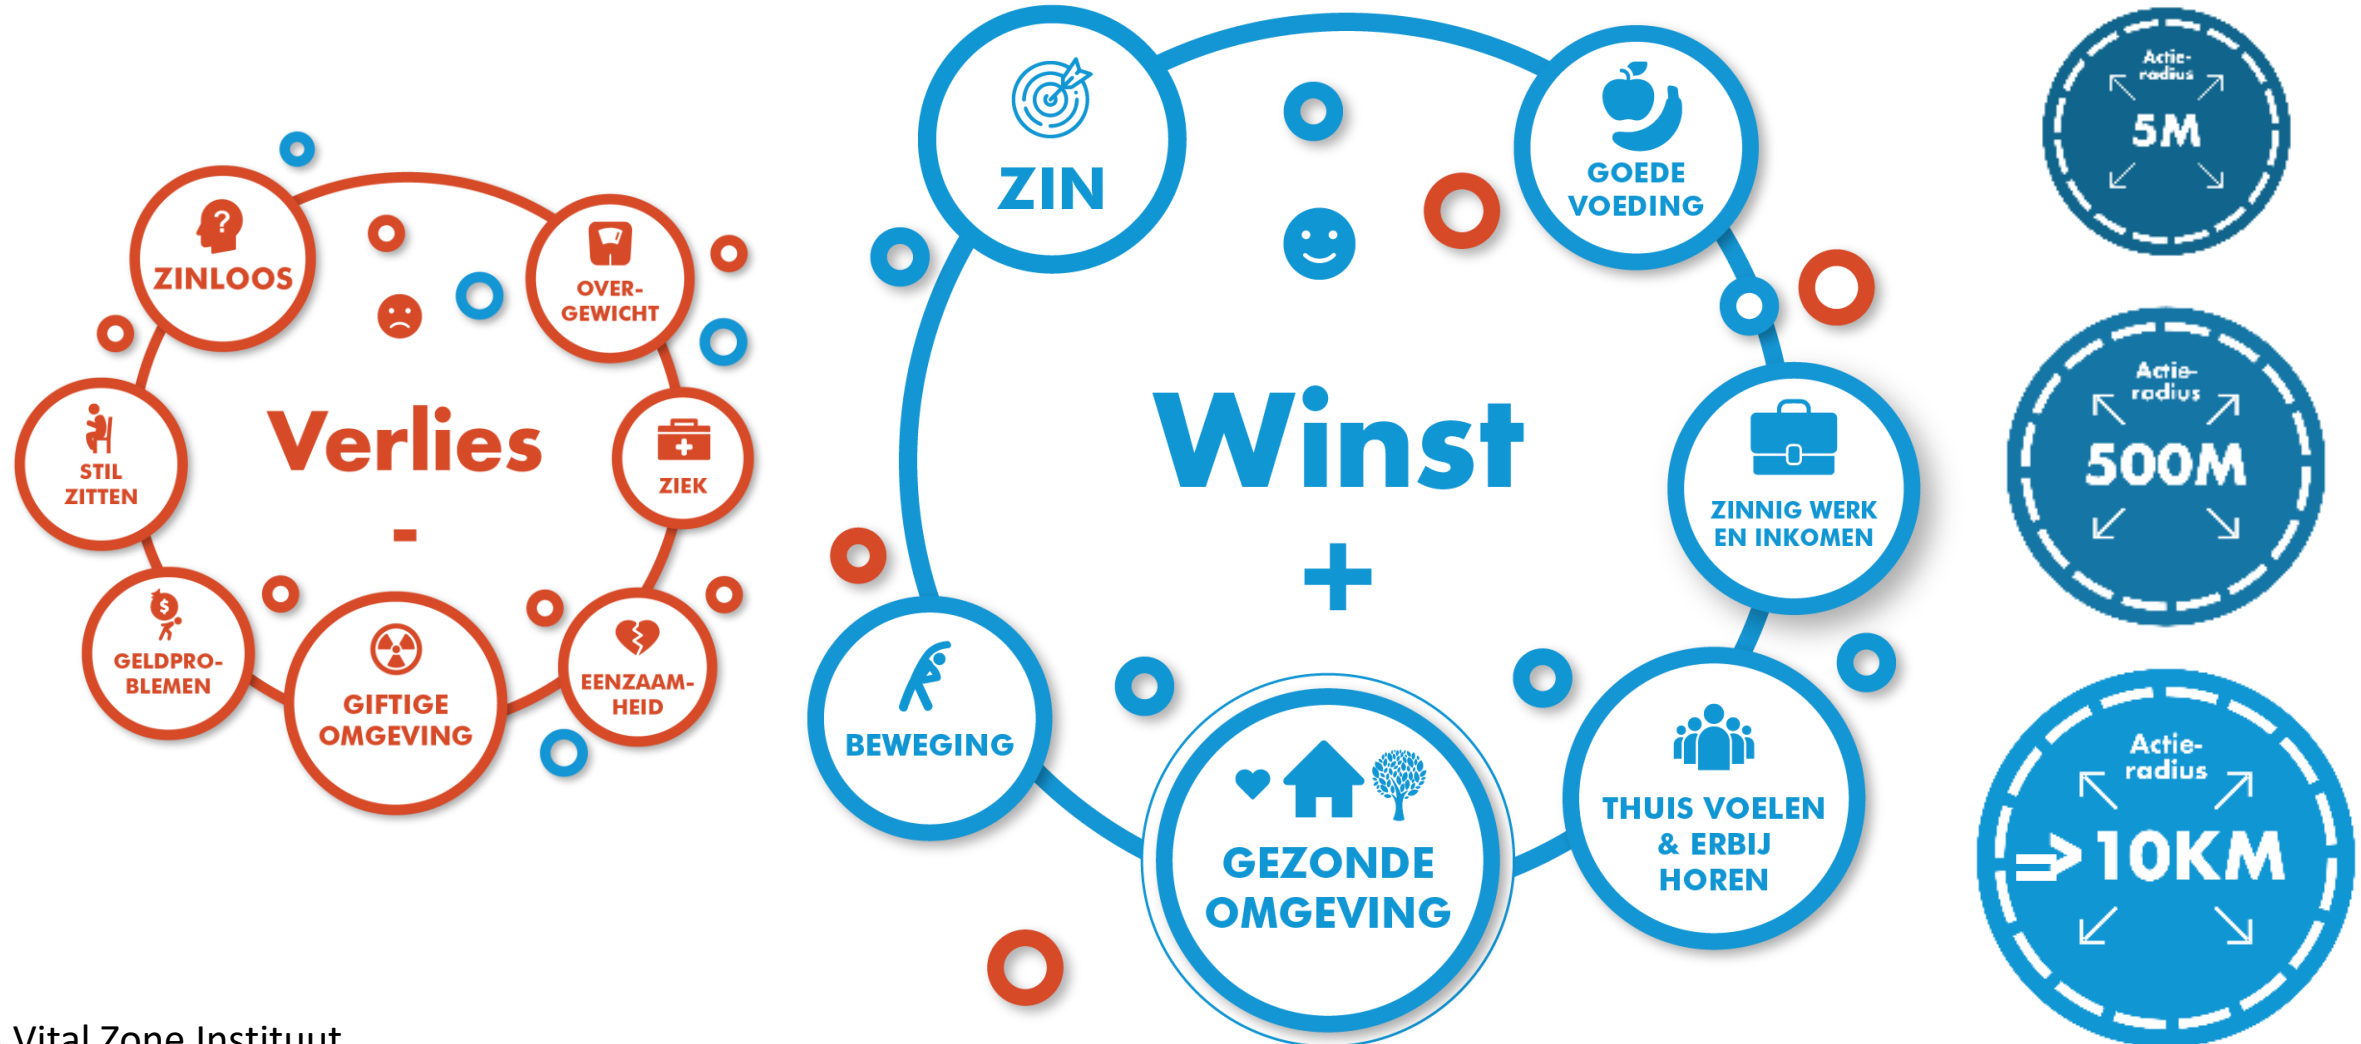 ZINLOOS
OVER-
GEWICHT
STIL
ZITTEN
Verlies
-
ZIEK
GELDPRO-
BLEMEN
GIFTIGE
OMGEVING
EENZAAM-
HEID
ZIN
GOEDE
VOEDING
Winst
+
ZINNIG WERK
EN INKOMEN
BEWEGING
GEZONDE
OMGEVING
THUIS VOELEN
& ERBIJ
HOREN
Actie-
radius
5M
Actie-
radius
500M
Actie-
radius
=>10KM
Vital Zone Instituut
?
$